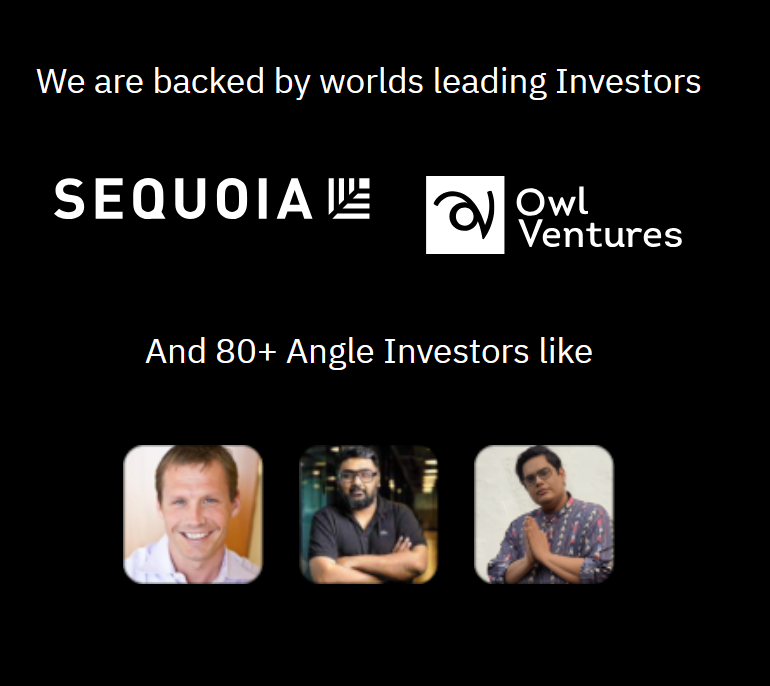 We are backed by worlds leading Investors
SEQUOIA
Owl
Ventures
And 80+ Angle Investors like